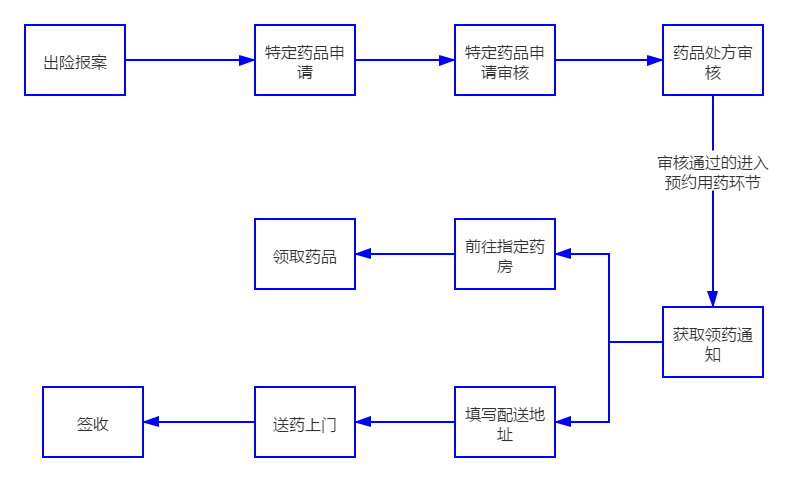 出险报案
特定药品申
请
特定药品申
请审核
药品处方审
核
审核通过的进入
预约用药环节
领取药品
前往指定药
房
获取领药通
知
签收
送药上门
填写配送地
址